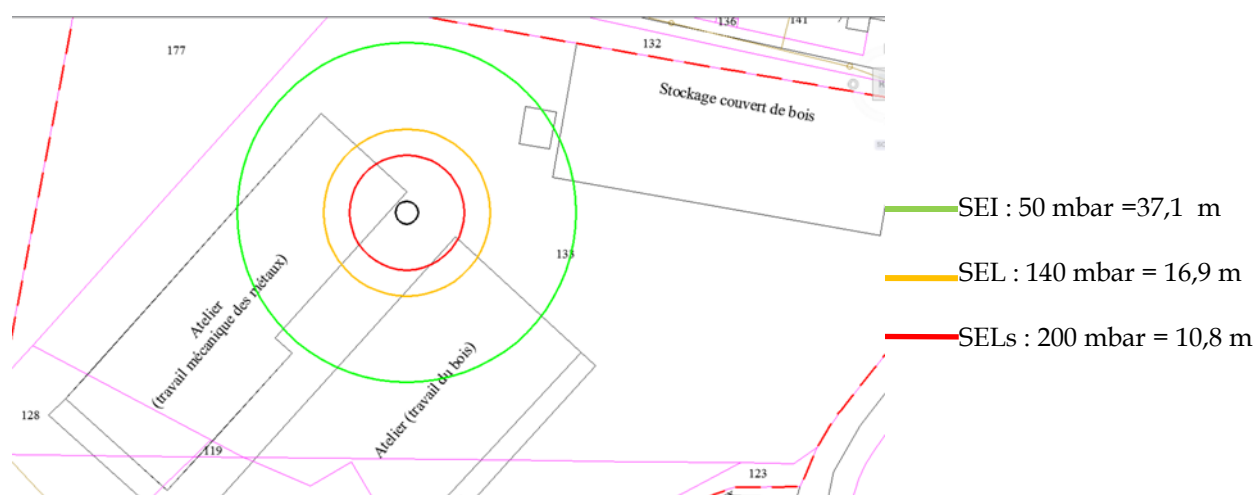 136
141
177
132
Stockage couvert de bois
133
SEI : 50 mbar =37,1 m
SEL : 140 mbar = 16,9 m
SELs : 200 mbar = 10,8 m
Atelier
(travail mécanique des métaux)
Atelier (travail du bois)
128
119
123